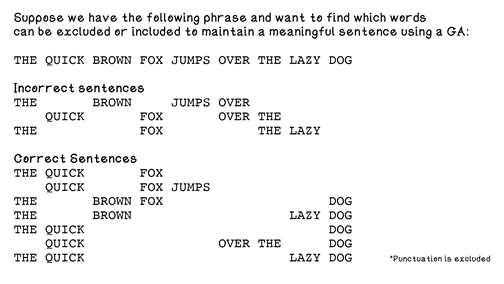 Suppose we have the following phrase and want to find which words
can be excluded or included to maintain a meaningful sentence using a GA:
THE QUICK BROWN FOX JUMPS OVER THE LAZY DOG
Incorrect sentences
THE BROWN JUMPS OVER
QUICK FOX OVER THE
THE FOX THE LAZY
Correct Sentences
THE QUICK FOX
QUICK FOX JUMPS
THE BROWN FOX DOG
THE BROWN LAZY DOG
THE QUICK DOG
QUICK OVER THE DOG
THE QUICK LAZY DOG
*Punctuation is excluded